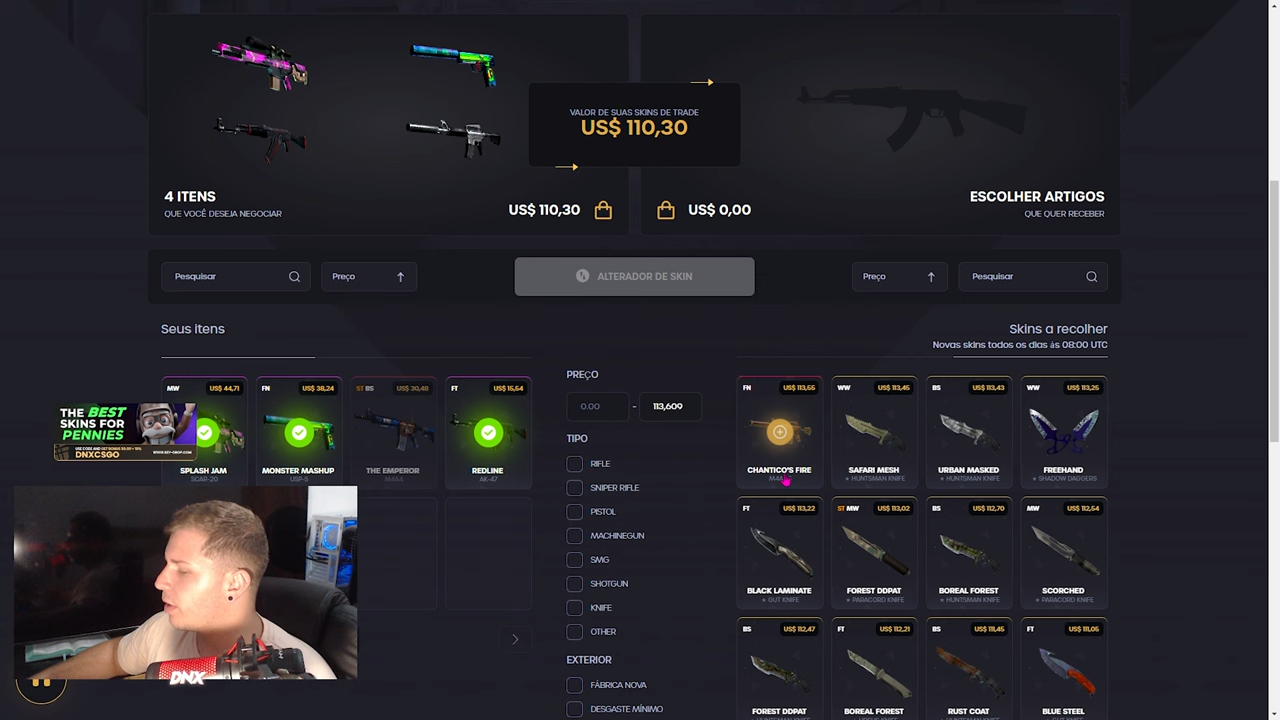 VALOR DE SUAS SKINS DE TRADE
US$ 110,30
4 ITENS
QUE VOCÊ DESEJA NEGOCIAR
US$ 110,30
US$ 0,00
ESCOLHER ARTIGOS
QUE QUER RECEBER
Pesquisar
Preço
ALTERADOR DE SKIN
Preço
Pesquisar
Seus itens
Skins a recolher
Novas skins todos os dias às 08:00 UTC
MW US$ 44,71
SPLASH JAM
SCAR-20
FN US$ 38,24
MONSTER MASHUP
USP-S
ST BS US$ 30,48
THE EMPEROR
M4A4
FT US$ 15,54
REDLINE
AK-47
THE BEST
SKINS FOR
PENNIES
DNXCSGO
WWW.KEY-DROP.COM
PREÇO
0.00 - 113,609
TIPO
RIFLE
SNIPER RIFLE
PISTOL
MACHINEGUN
SMG
SHOTGUN
KNIFE
OTHER
EXTERIOR
FÁBRICA NOVA
DESGASTE MÍNIMO
FN US$ 113,55
CHANTICO'S FIRE
WW US$ 113,45
SAFARI MESH
★ HUNTSMAN KNIFE
BS US$ 113,43
URBAN MASKED
★ HUNTSMAN KNIFE
WW US$ 113,25
FREEHAND
★ SHADOW DAGGERS
FT US$ 113,22
BLACK LAMINATE
★ GUT KNIFE
ST MW US$ 113,02
FOREST DDPAT
★ PARACORD KNIFE
BS US$ 112,70
BOREAL FOREST
★ HUNTSMAN KNIFE
MW US$ 112,54
SCORCHED
★ PARACORD KNIFE
BS US$ 112,47
FOREST DDPAT
FT US$ 112,21
BOREAL FOREST
BS US$ 111,45
RUST COAT
FT US$ 111,05
BLUE STEEL
DNX